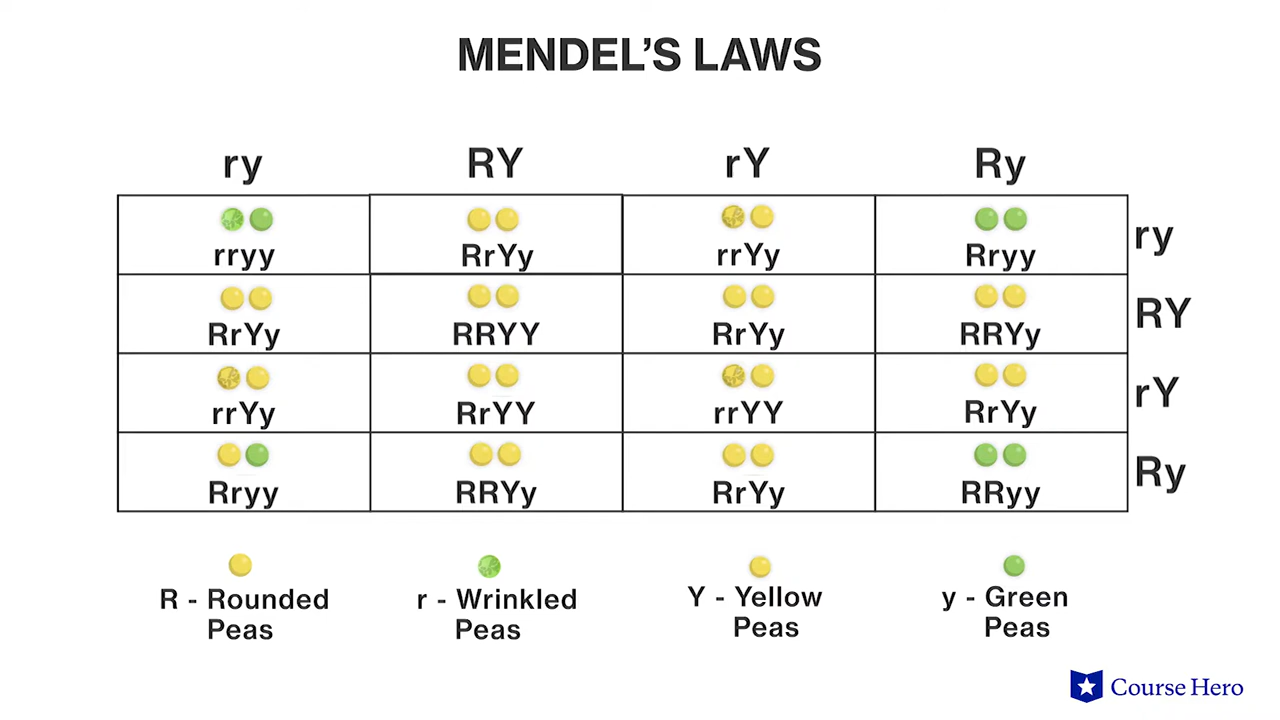 MENDEL'S LAWS
ry RY rY Ry
rryy RrYy rrYy Rryy ry
RrYy RRYY RrYy RRYy RY
rrYy RrYY rrYY RrYy rY
Rryy RRYy RrYy RRyy Ry
R - Rounded Peas
r - Wrinkled Peas
Y - Yellow Peas
y - Green Peas
Course Hero